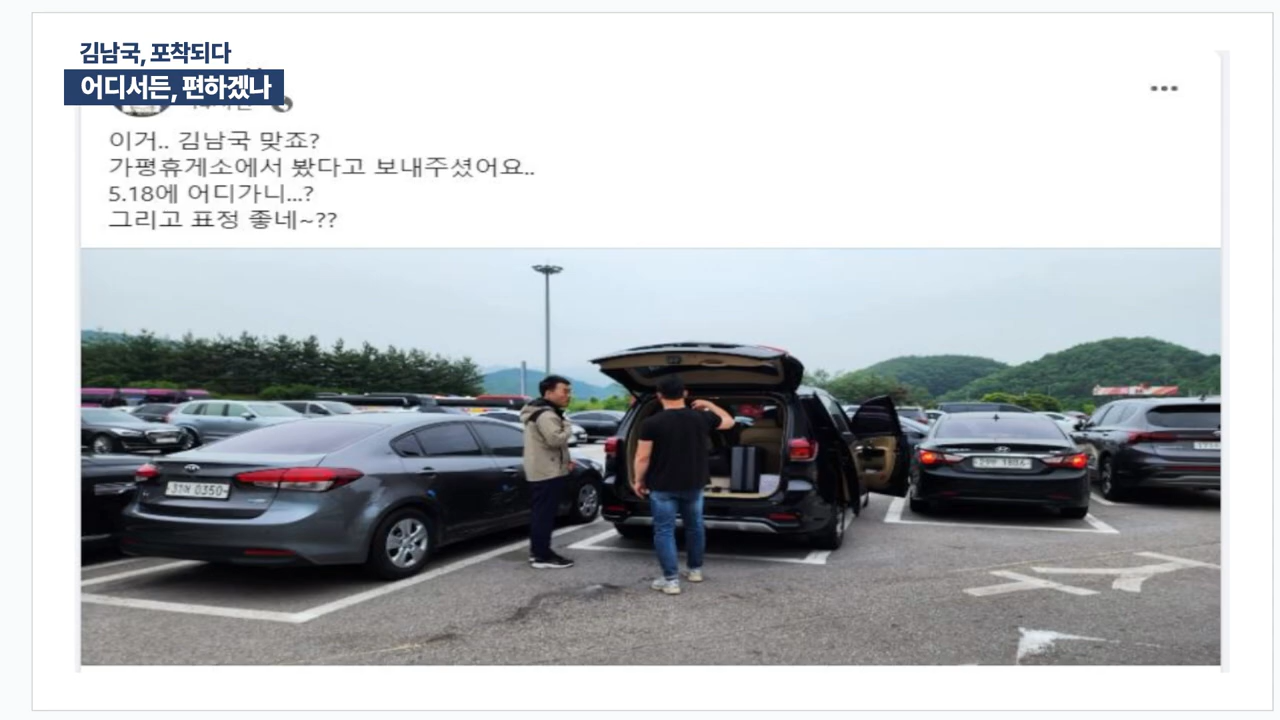 김남국, 포착되다
어디서든, 편하겠나
이거.. 김남국 맞죠?
가평휴게소에서 봤다고 보내주셨어요..
5.18에 어디가니...?
그리고 표정 좋네~??